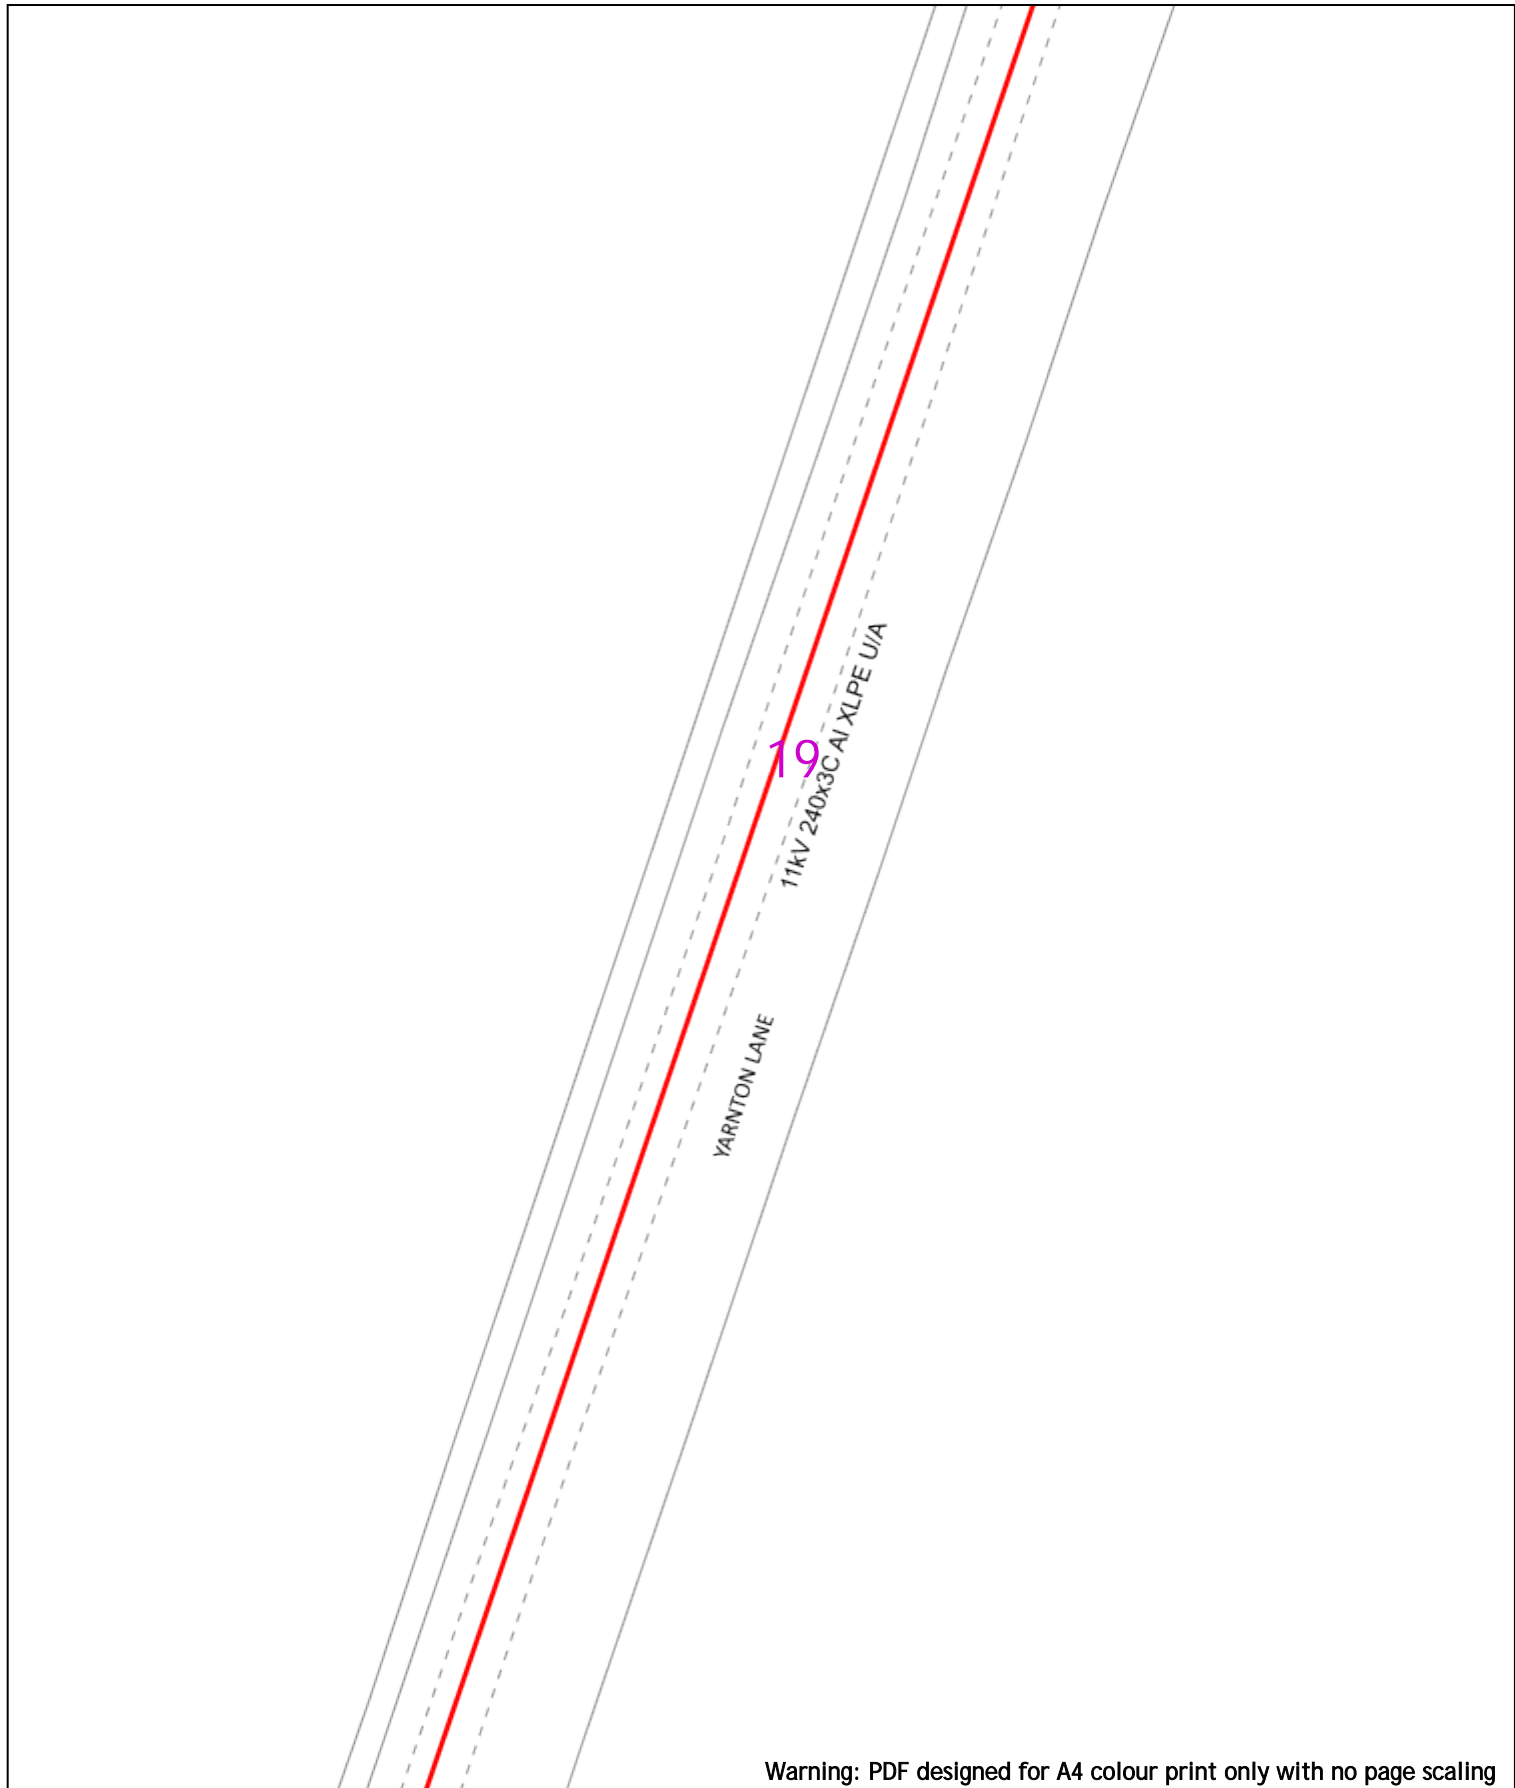 11kV 240x3C Al XLPE U/A
19
YARNTON LANE
Warning: PDF designed for A4 colour print only with no page scaling